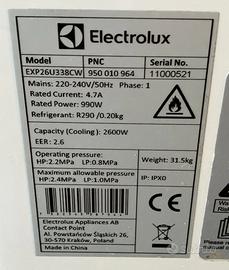 Electrolux
Model PNC Serial No.
EXP26U338CW 950 010 964 11000521
Mains: 220-240V/50Hz Phase: 1
Rated Current: 4.7A
Rated Power: 990W
Refrigerant: R290 /0.20kg
Capacity (Cooling) : 2600W
EER: 2.6
Operating pressure:
HP:2.2MPa LP:0.8MPa
Weight: 31.5kg
Maximum allowable pressure
HP:2.4MPa LP:1.0MPa
IP: IPX0
Electrolux Appliances AB
Contact Point
Al. Powstańców Śląskich 26,
30-570 Kraków Poland
Made in China